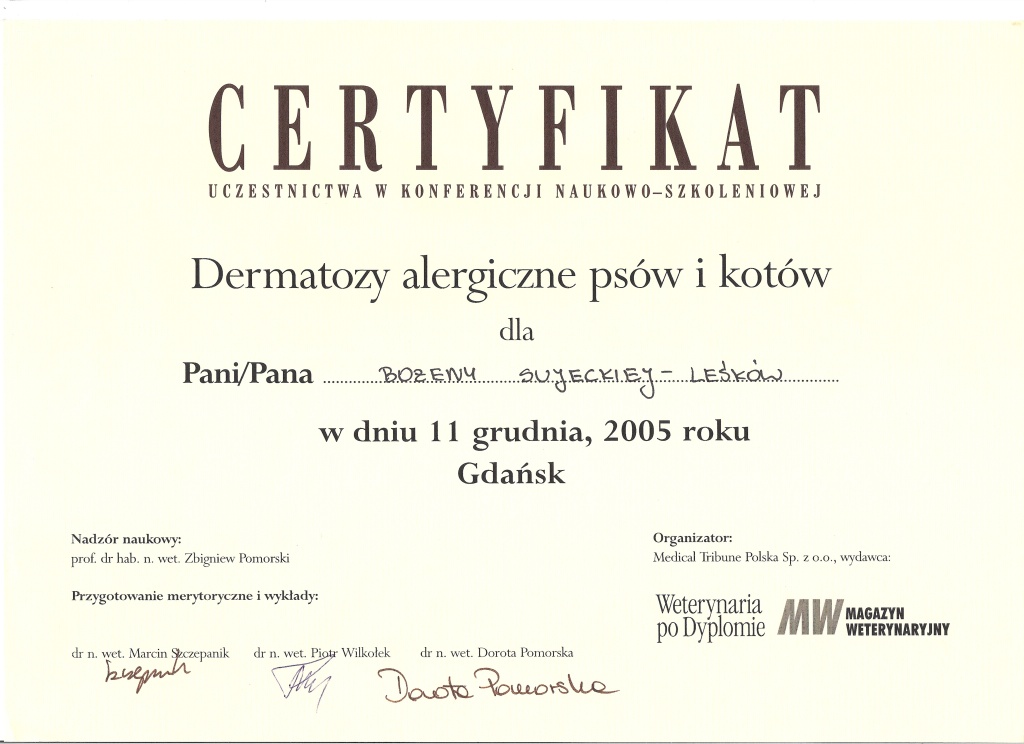 CERTYFIKAT
UCZESTNICTWA W KONFERENCJI NAUKOWO–SZKOLENIOWEJ
Dermatozy alergiczne psów i kotów
dla
Pani/Pana BOŻENY SUJECKIEJ - LEŚKÓW
w dniu 11 grudnia, 2005 roku
Gdańsk
Nadzór naukowy:
prof. dr hab. n. wet. Zbigniew Pomorski
Przygotowanie merytoryczne i wykłady:
dr n. wet. Marcin Szczepanik dr n. wet. Piotr Wilkołek dr n. wet. Dorota Pomorska
Dorota Pomorska
Organizator:
Medical Tribune Polska Sp. z o.o., wydawca:
Weterynaria
po Dyplomie
MW MAGAZYN
WETERYNARYJNY